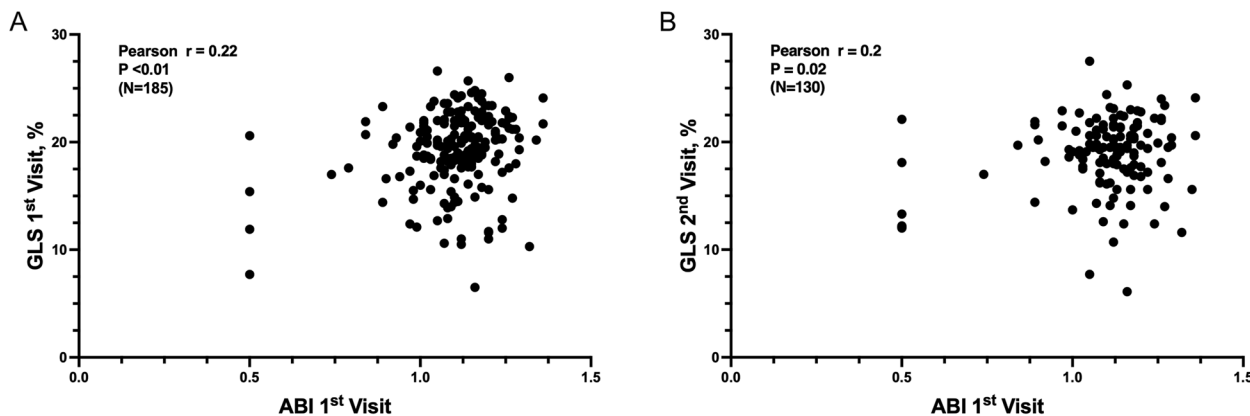 A
Pearson r = 0.22
P <0.01
(N=185)
30
20
10
0
GLS 1st Visit, %
0.0 0.5 1.0 1.5
ABI 1st Visit
B
Pearson r = 0.2
P = 0.02
(N=130)
30
20
10
0
GLS 2nd Visit, %
0.0 0.5 1.0 1.5
ABI 1st Visit